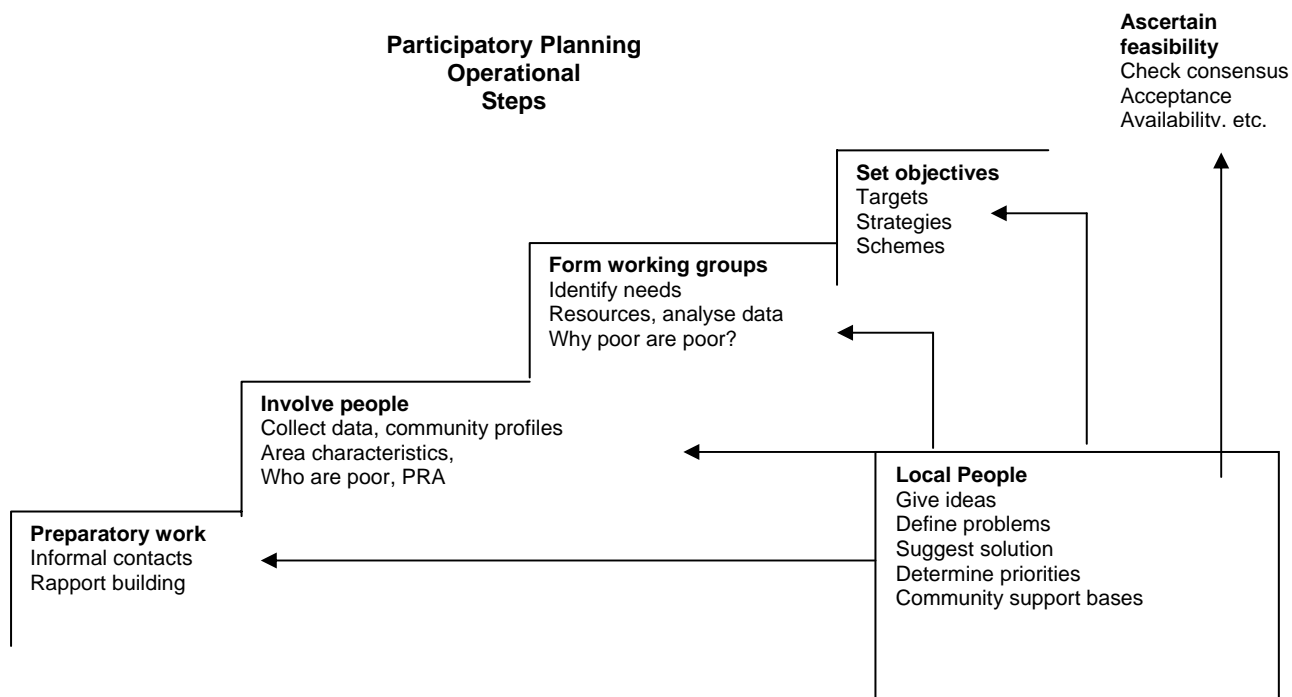 Participatory Planning
Operational
Steps
Ascertain
feasibility
Check consensus
Acceptance
Availability, etc.
Set objectives
Targets
Strategies
Schemes
Form working groups
Identify needs
Resources, analyse data
Why poor are poor?
Involve people
Collect data, community profiles
Area characteristics,
Who are poor, PRA
Local People
Give ideas
Define problems
Suggest solution
Determine priorities
Community support bases
Preparatory work
Informal contacts
Rapport building